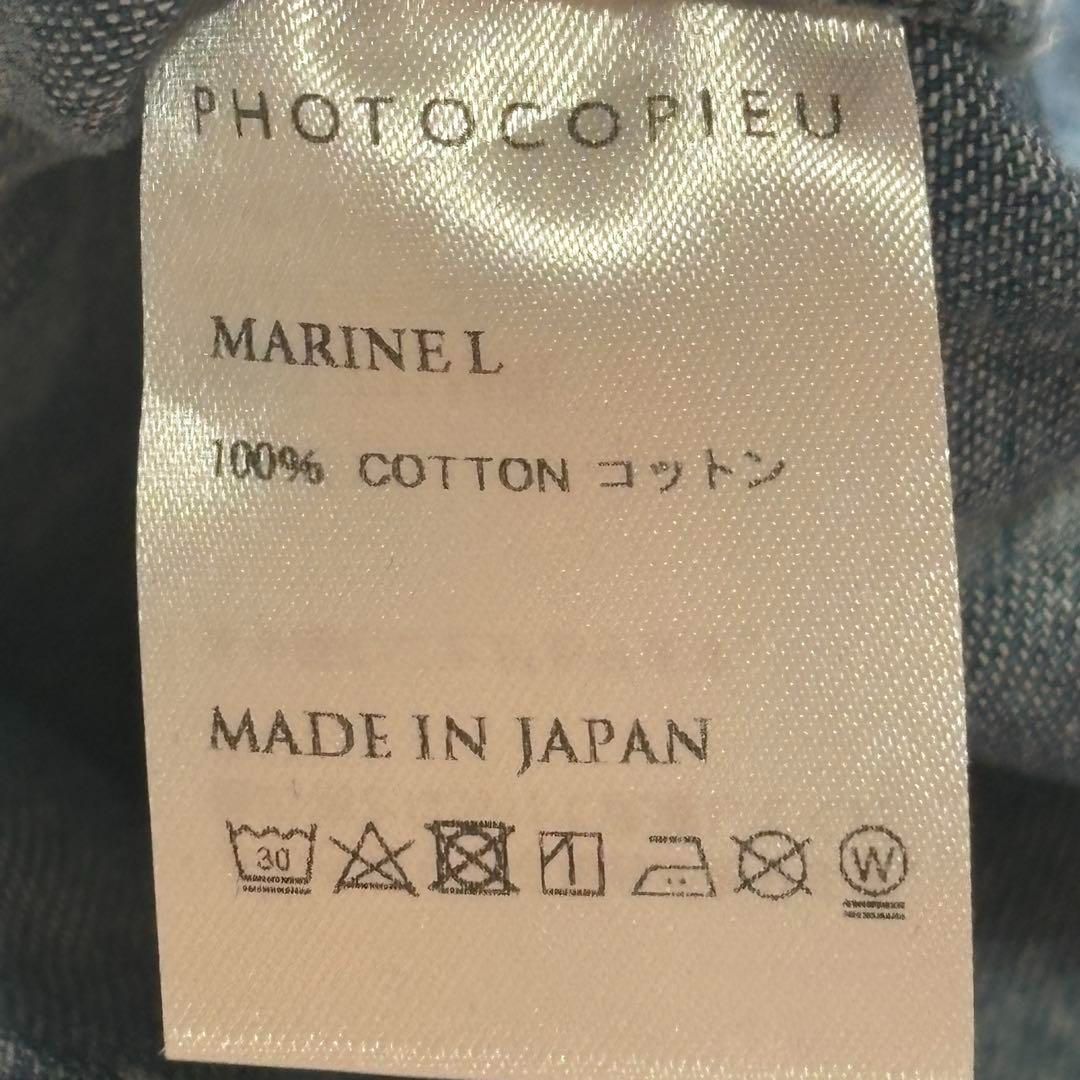 PHOTOCOPIEU
MARINE L
100% COTTON コットン
MADE IN JAPAN
30 W